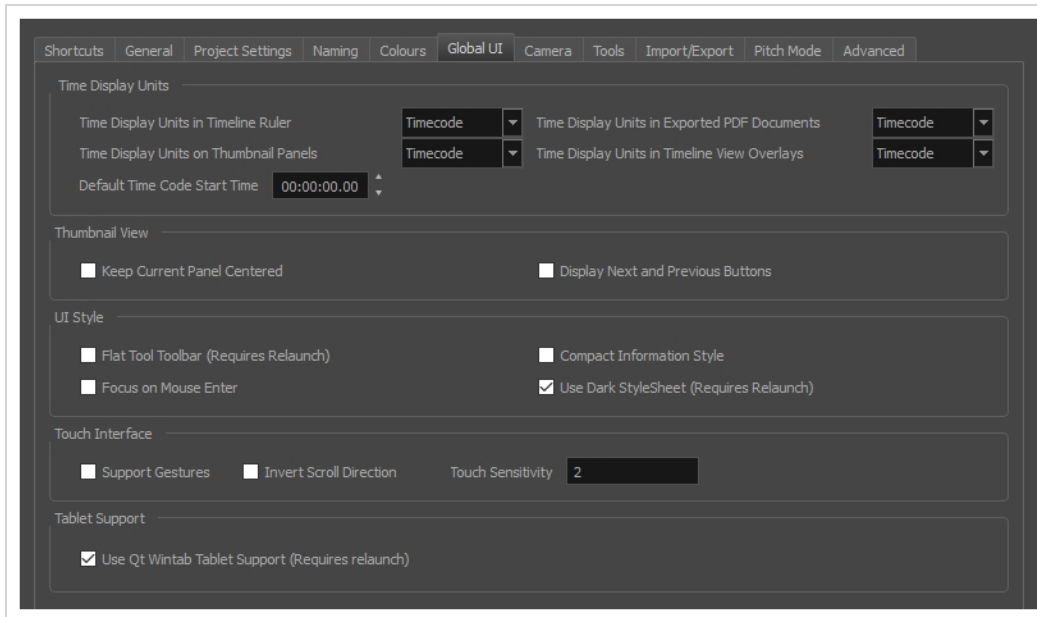 Shortcuts General Project Settings Naming Colours Global UI Camera Tools Import/Export Pitch Mode Advanced
Time Display Units
Time Display Units in Timeline Ruler Timecode Time Display Units in Exported PDF Documents Timecode
Time Display Units on Thumbnail Panels Timecode Time Display Units in Timeline View Overlays Timecode
Default Time Code Start Time 00:00:00.00
Thumbnail View
Keep Current Panel Centered Display Next and Previous Buttons
UI Style
Flat Tool Toolbar (Requires Relaunch) Compact Information Style
Focus on Mouse Enter Use Dark StyleSheet (Requires Relaunch)
Touch Interface
Support Gestures Invert Scroll Direction Touch Sensitivity 2
Tablet Support
Use Qt Wintab Tablet Support (Requires relaunch)